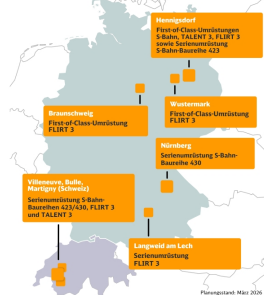 Hennigsdorf
First-of-Class-Umrüstungen
S-Bahn, TALENT 3, FLIRT 3
sowie Serienumrüstung
S-Bahn-Baureihe 423
Braunschweig
First-of-Class-Umrüstung
FLIRT 3
Wustermark
First-of-Class-Umrüstung
FLIRT 3
Nürnberg
Serienumrüstung S-Bahn-
Baureihe 430
Villeneuve, Bulle,
Martigny (Schweiz)
Serienumrüstung S-Bahn-
Baureihen 423/430, FLIRT 3
und TALENT 3
Langweid am Lech
Serienumrüstung
FLIRT 3
Planungsstand: März 2026